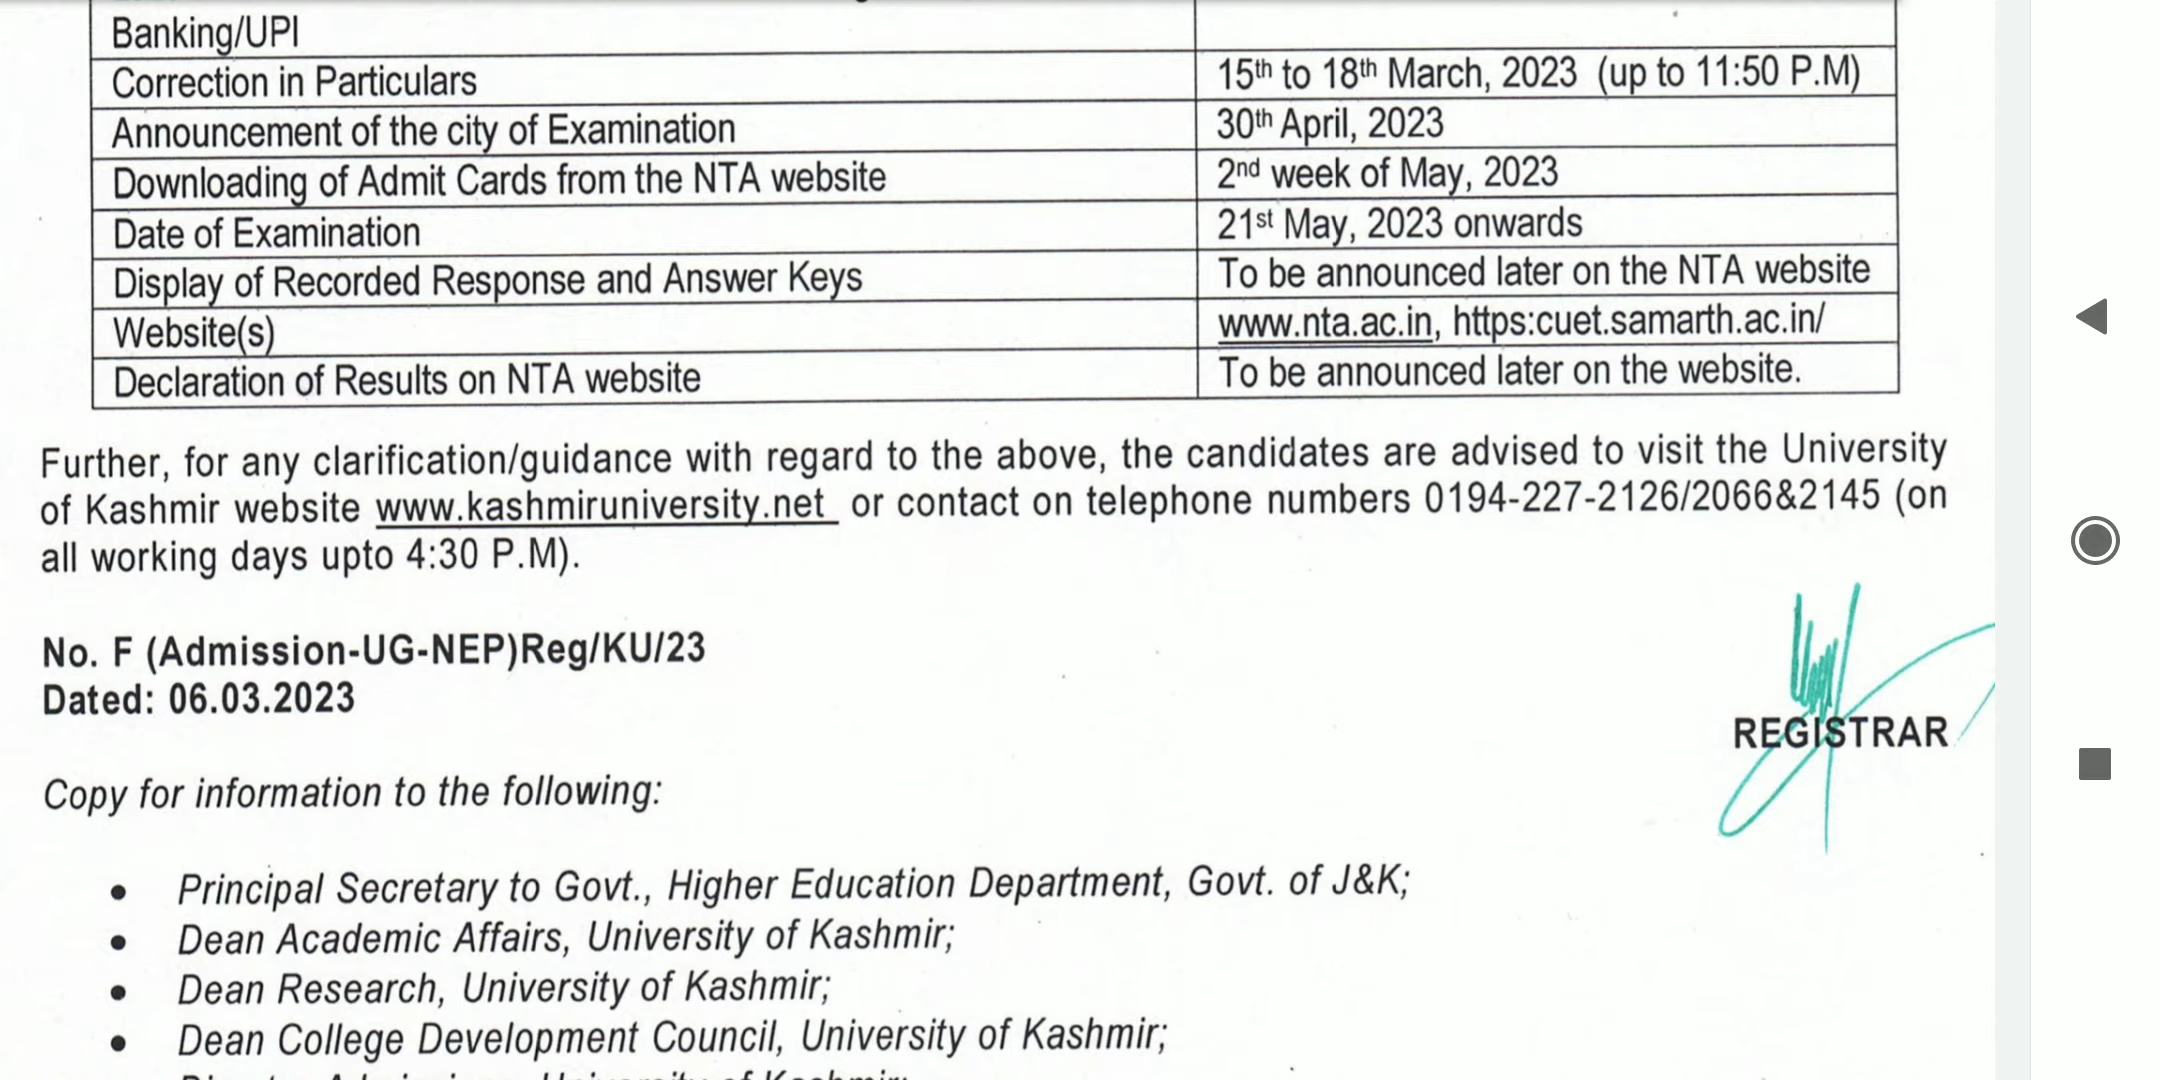 Banking/UPI
Correction in Particulars 15th to 18th March, 2023 (up to 11:50 P.M)
Announcement of the city of Examination 30th April, 2023
Downloading of Admit Cards from the NTA website 2nd week of May, 2023
Date of Examination 21st May, 2023 onwards
Display of Recorded Response and Answer Keys To be announced later on the NTA website
Website(s) www.nta.ac.in, https:cuet.samarth.ac.in/
Declaration of Results on NTA website To be announced later on the website.
Further, for any clarification/guidance with regard to the above, the candidates are advised to visit the University
of Kashmir website www.kashmiruniversity.net or contact on telephone numbers 0194-227-2126/2066&2145 (on
all working days upto 4:30 P.M).
No. F (Admission-UG-NEP)Reg/KU/23
Dated: 06.03.2023
REGISTRAR
Copy for information to the following:
• Principal Secretary to Govt., Higher Education Department, Govt. of J&K;
• Dean Academic Affairs, University of Kashmir;
• Dean Research, University of Kashmir;
• Dean College Development Council, University of Kashmir;
University of Kashmir;